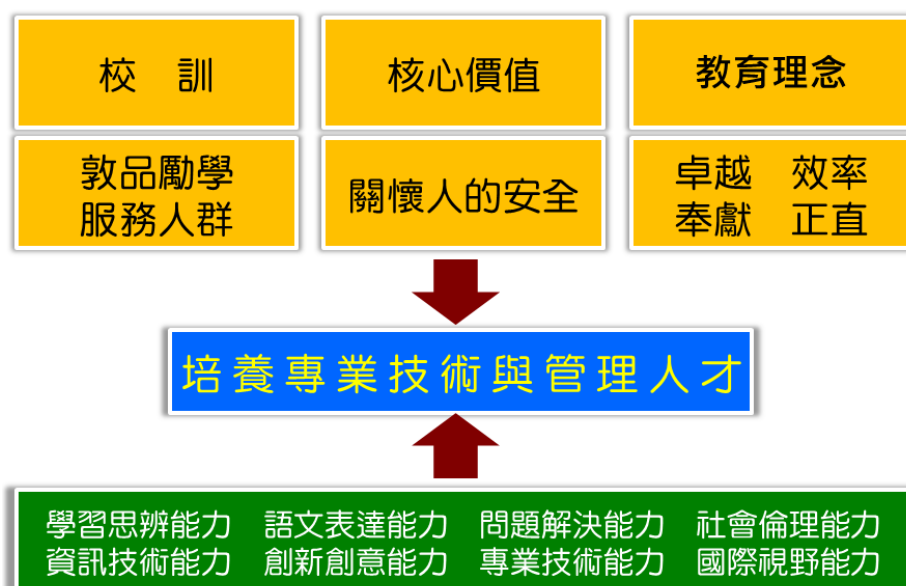 校 訓
核心價值
教育理念
敦品勵學
服務人群
關懷人的安全
卓越 效率
奉獻 正直
培養專業技術與管理人才
學習思辨能力 語文表達能力 問題解決能力 社會倫理能力
資訊技術能力 創新創意能力 專業技術能力 國際視野能力